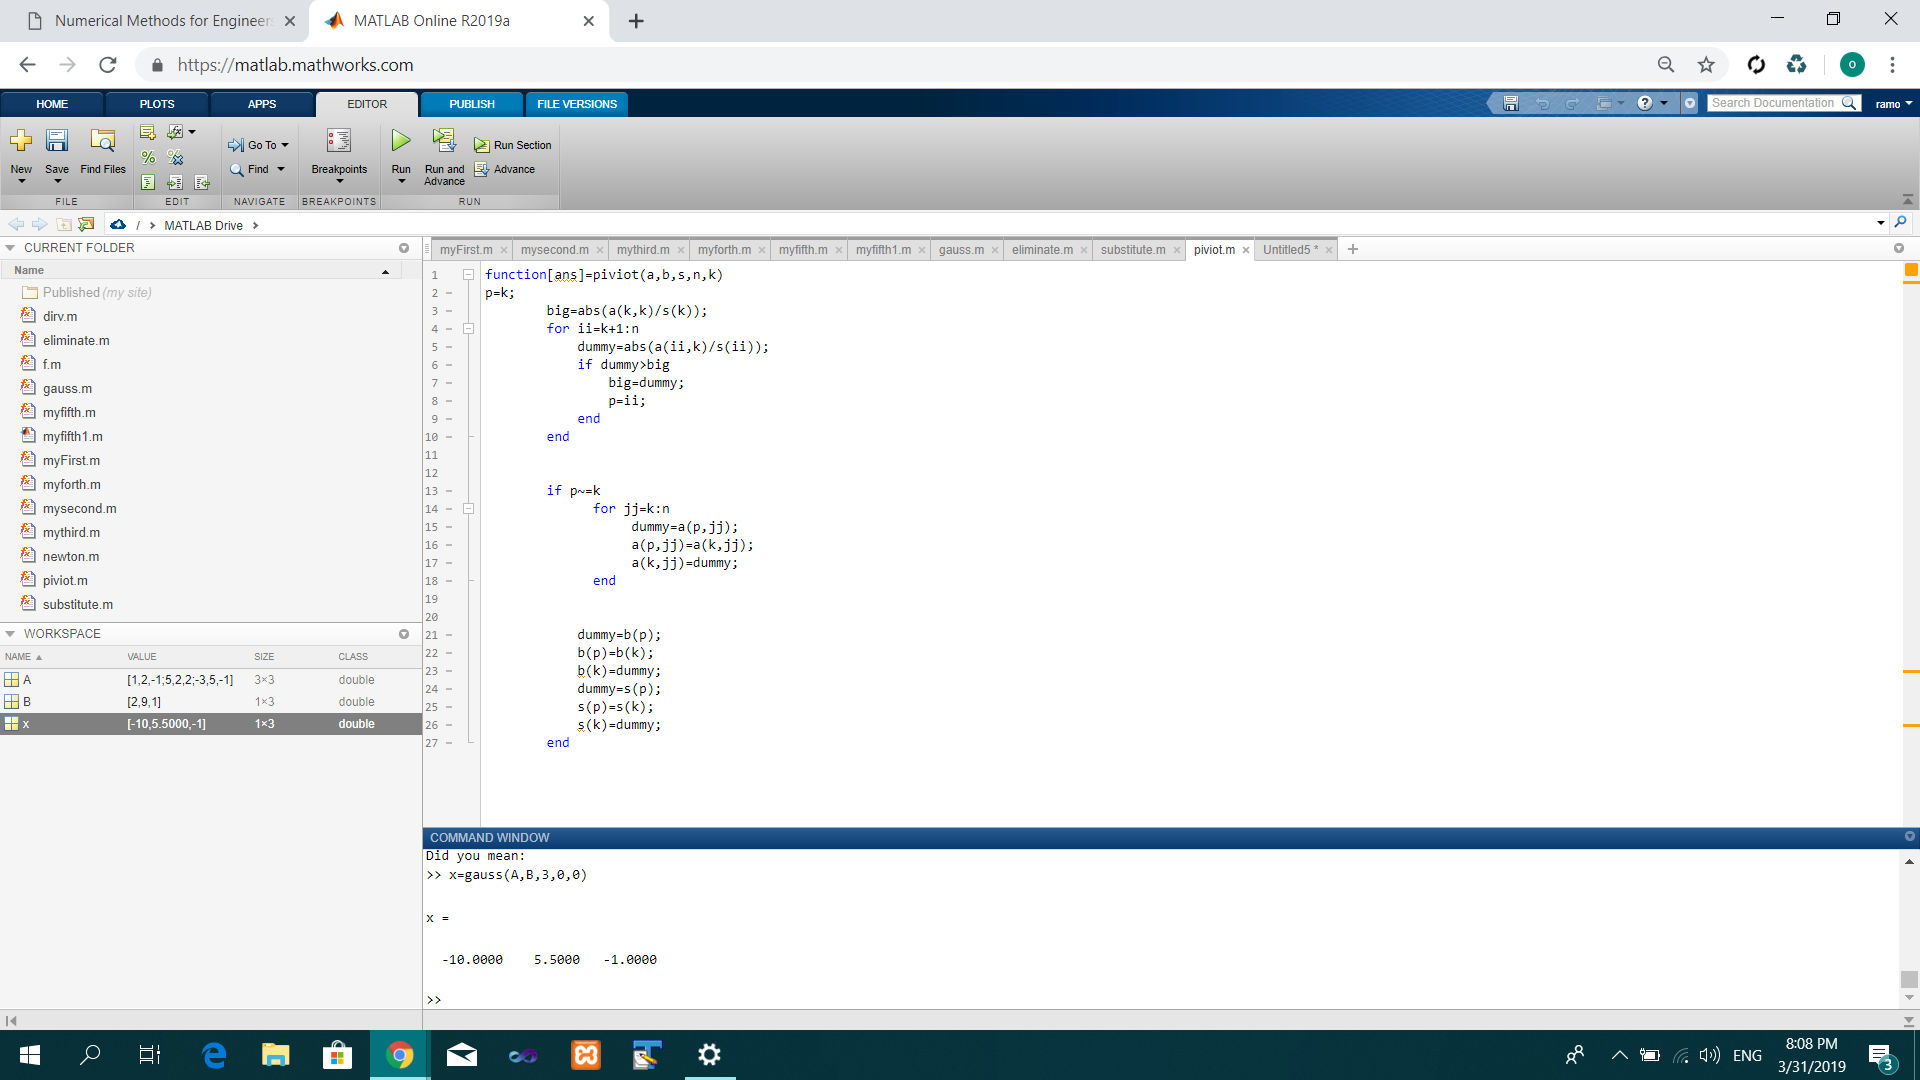 Numerical Methods for Engineers
MATLAB Online R2019a
https://matlab.mathworks.com
o
HOME
PLOTS
APPS
EDITOR
PUBLISH
FILE VERSIONS
Search Documentation
ramo
New
Save
Find Files
Go To
Find
Breakpoints
Run
Run and Advance
Run Section
Advance
FILE
EDIT
NAVIGATE
BREAKPOINTS
RUN
/ > MATLAB Drive >
CURRENT FOLDER
Name
Published (my site)
dirv.m
eliminate.m
f.m
gauss.m
myfifth.m
myfifth1.m
myFirst.m
myforth.m
mysecond.m
mythird.m
newton.m
piviot.m
substitute.m
WORKSPACE
NAME VALUE SIZE CLASS
A [1,2,-1;5,2,2;-3,5,-1] 3×3 double
B [2,9,1] 1×3 double
x [-10,5.5000,-1] 1×3 double
myFirst.m × mysecond.m × mythird.m × myforth.m × myfifth.m × myfifth1.m × gauss.m × eliminate.m × substitute.m × piviot.m × Untitled5 * × +
1 function[ans]=piviot(a,b,s,n,k)
2 – p=k;
3 – big=abs(a(k,k)/s(k));
4 – for ii=k+1:n
5 – dummy=abs(a(ii,k)/s(ii));
6 – if dummy>big
7 – big=dummy;
8 – p=ii;
9 – end
10 – end
11
12
13 – if p~=k
14 – for jj=k:n
15 – dummy=a(p,jj);
16 – a(p,jj)=a(k,jj);
17 – a(k,jj)=dummy;
18 – end
19
20
21 – dummy=b(p);
22 – b(p)=b(k);
23 – b(k)=dummy;
24 – dummy=s(p);
25 – s(p)=s(k);
26 – s(k)=dummy;
27 – end
COMMAND WINDOW
Did you mean:
>> x=gauss(A,B,3,0,0)
x =
-10.0000 5.5000 -1.0000
>>
ENG
8:08 PM
3/31/2019
3